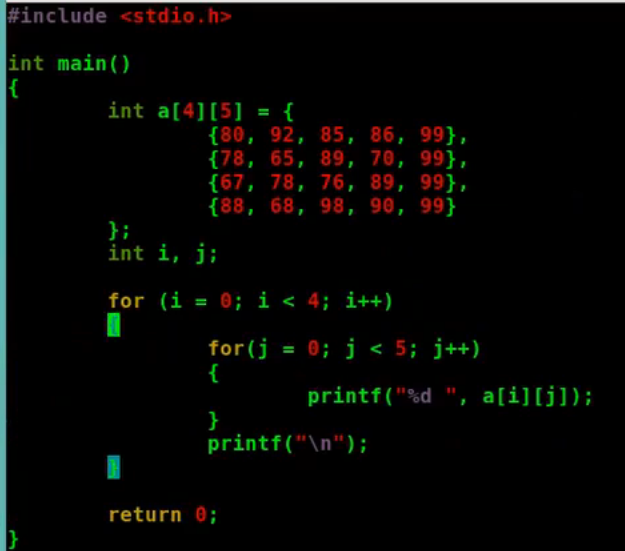 #include <stdio.h>

int main()
{
        int a[4][5] = {
                {80, 92, 85, 86, 99},
                {78, 65, 89, 70, 99},
                {67, 78, 76, 89, 99},
                {88, 68, 98, 90, 99}
        };
        int i, j;

        for (i = 0; i < 4; i++)
        {
                for(j = 0; j < 5; j++)
                {
                        printf("%d ", a[i][j]);
                }
                printf("\n");
        }

        return 0;
}